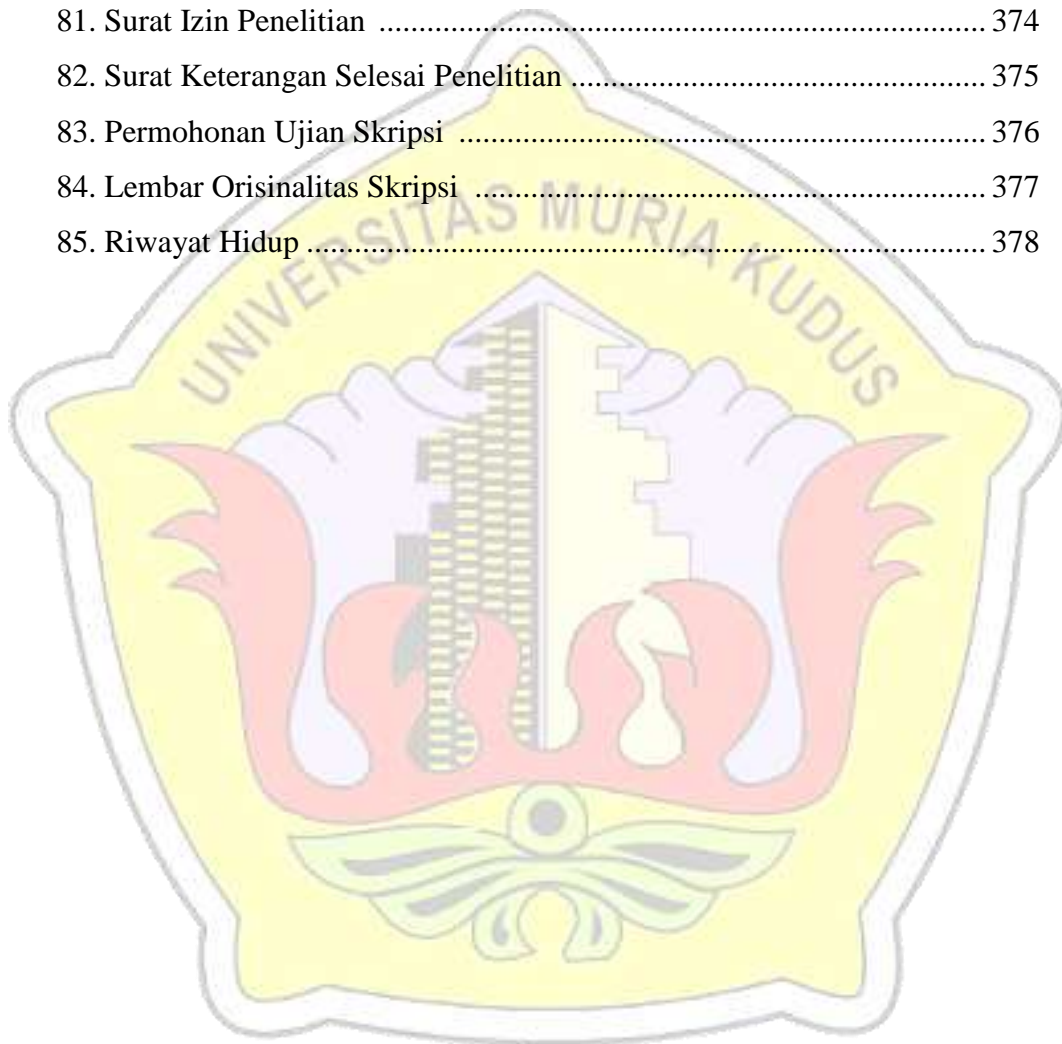 81. Surat Izin Penelitian ............................................................................. 374
82. Surat Keterangan Selesai Penelitian ..................................................... 375
83. Permohonan Ujian Skripsi ................................................................... 376
84. Lembar Orisinalitas Skripsi ................................................................. 377
85. Riwayat Hidup ...................................................................................... 378
UNIVERSITAS MURIA KUDUS